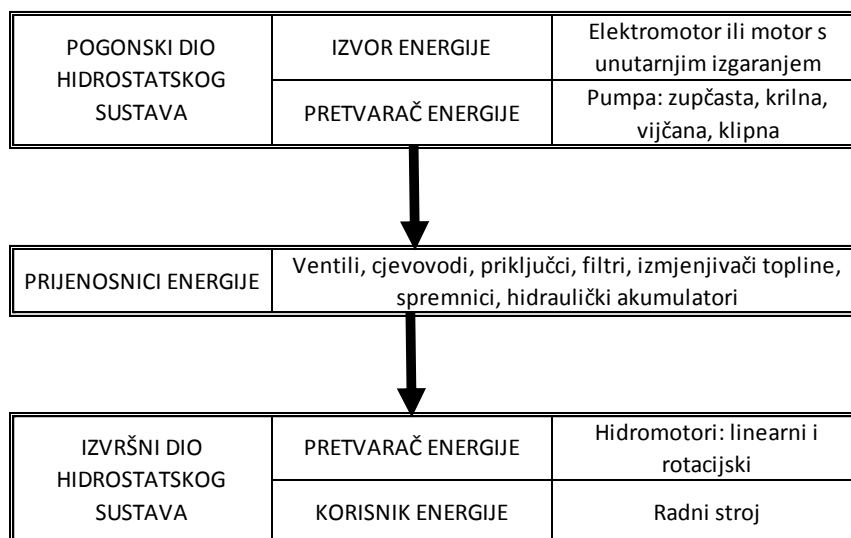 POGONSKI DIO
HIDROSTATSKOG
SUSTAVA
IZVOR ENERGIJE
Elektromotor ili motor s
unutarnjim izgaranjem
PRETVARAČ ENERGIJE
Pumpa: zupčasta, krilna,
vijčana, klipna
PRIJENOSNICI ENERGIJE
Ventili, cjevovodi, priključci, filtri, izmjenjivači topline,
spremnici, hidraulički akumulatori
IZVRŠNI DIO
HIDROSTATSKOG
SUSTAVA
PRETVARAČ ENERGIJE
Hidromotori: linearni i
rotacijski
KORISNIK ENERGIJE
Radni stroj